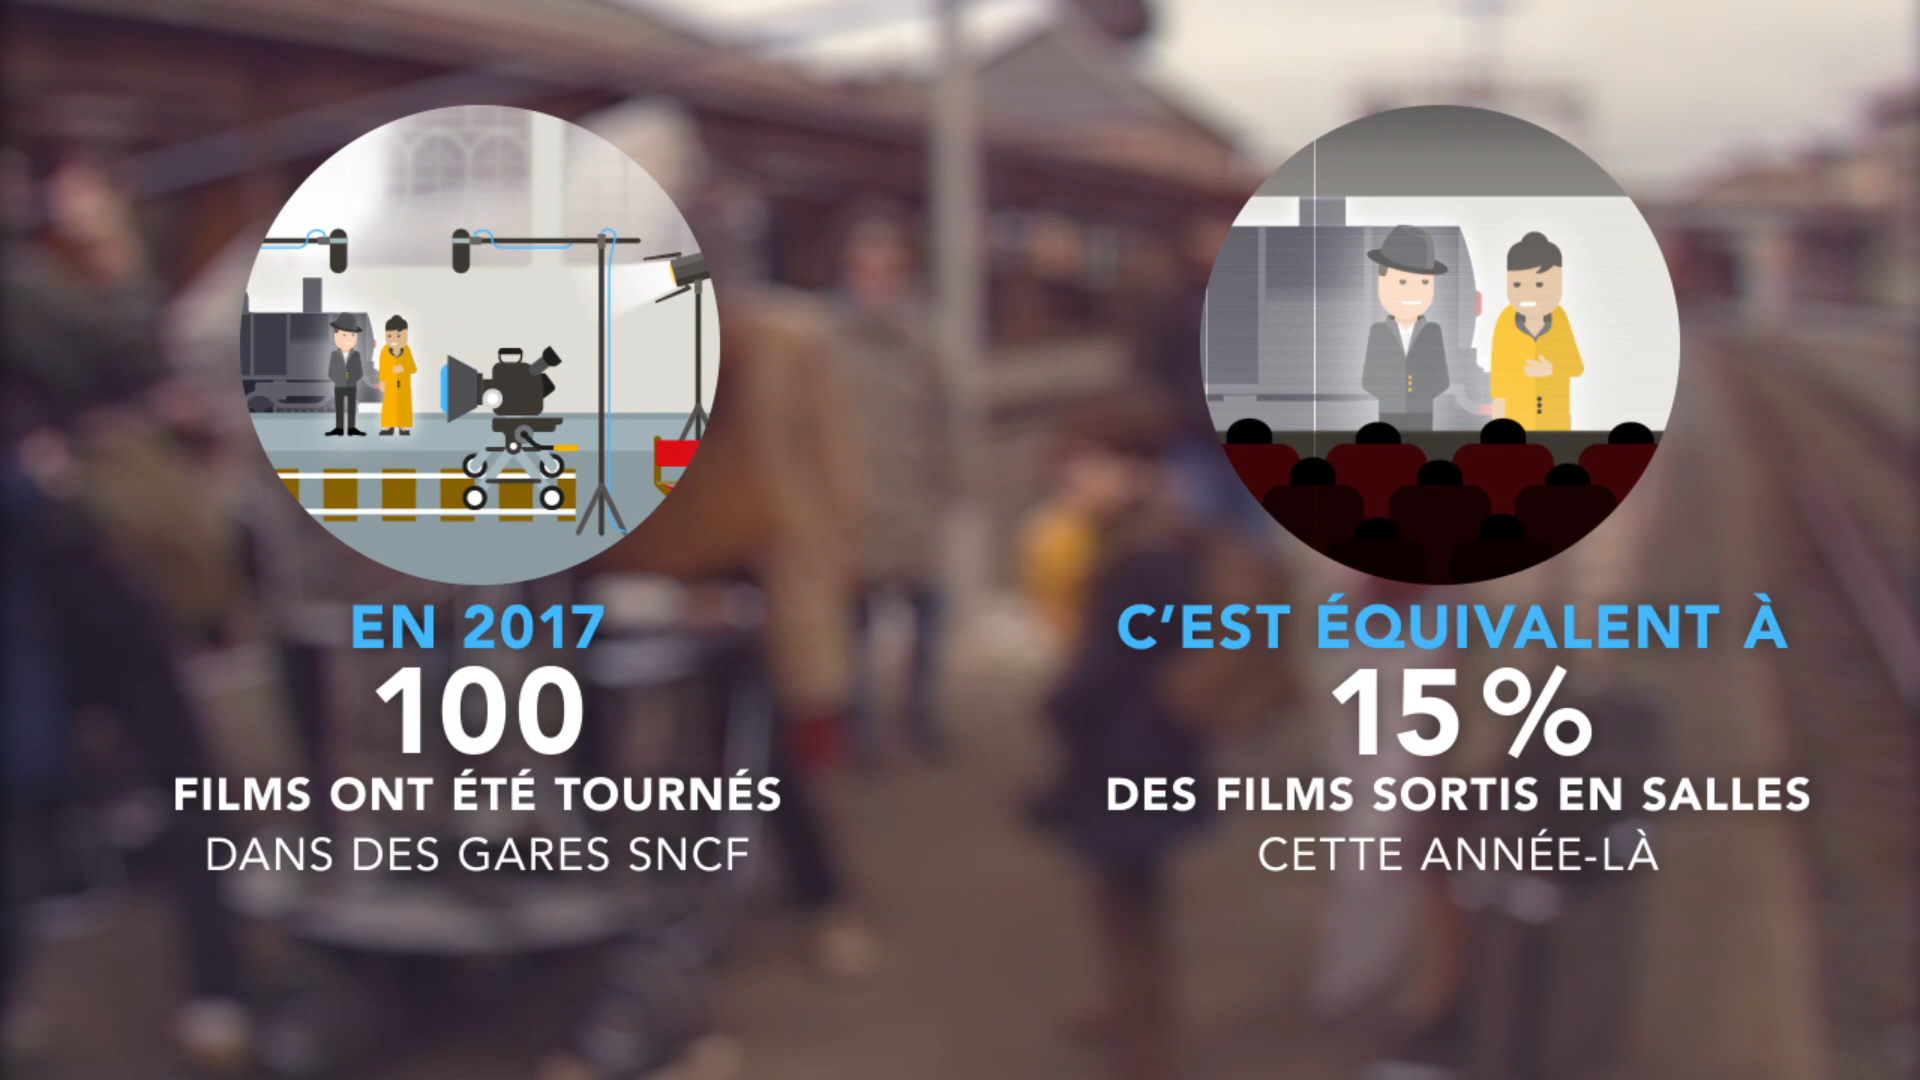 EN 2017
100
FILMS ONT ÉTÉ TOURNÉS
DANS DES GARES SNCF
C’EST ÉQUIVALENT À
15 %
DES FILMS SORTIS EN SALLES
CETTE ANNÉE-LÀ